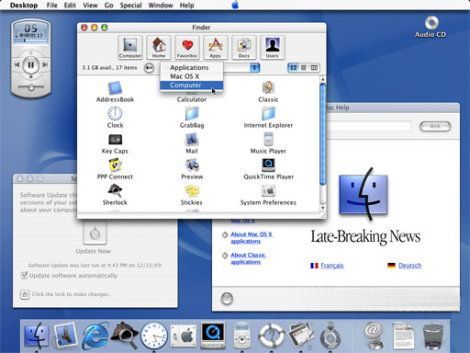 Desktop File Edit View Go Special Window Help
05
Audio CD
Finder
Computer Home Favorites Apps Docs Users
3.1 GB avail., 17 items
Applications
Mac OS X
Computer
AddressBook Calculator Classic
Clock GrabBag Internet Explorer
Key Caps Mail Music Player
PPP Connect Preview QuickTime Player
Sherlock Stickies System Preferences
Mac Help
Ask
Software Update che
versions of your sof
about your compute
Update Now
Software Update was last run at 4:43 PM on 12/31/69.
Update software automatically
Click the lock to make changes.
Mac OS X
About Mac OS X
applications
About Classic
applications
Late-Breaking News
Français Deutsch